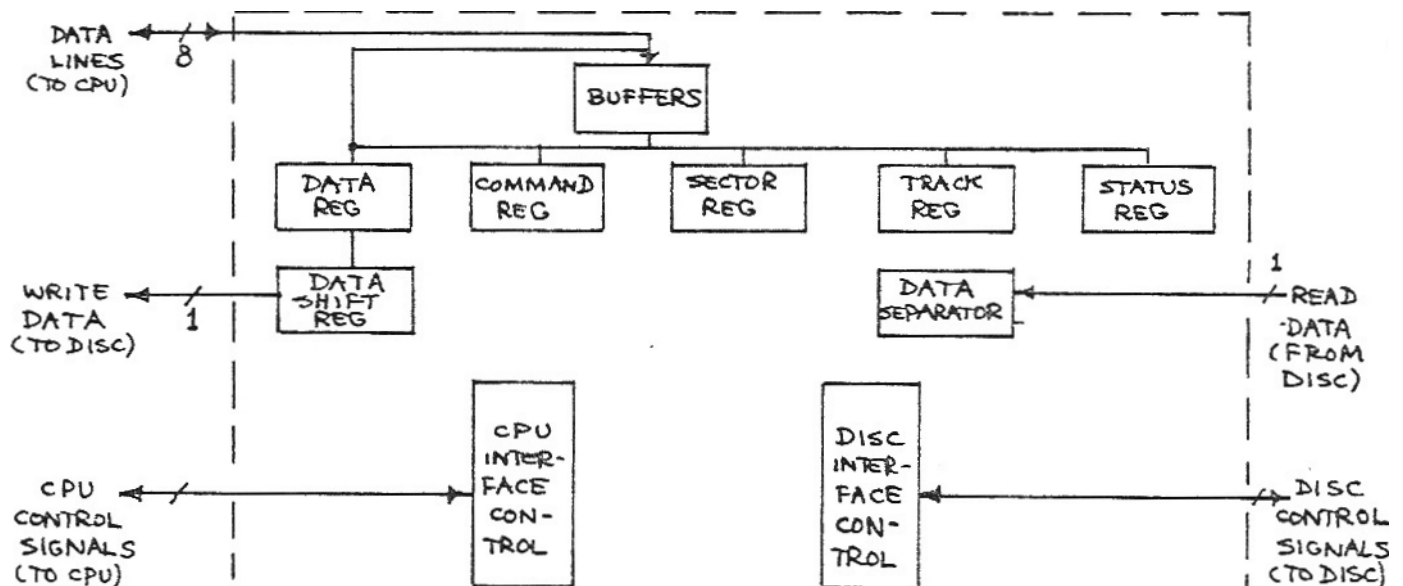 DATA
LINES
(TO CPU)
8
BUFFERS
DATA
REG
COMMAND
REG
SECTOR
REG
TRACK
REG
STATUS
REG
WRITE
DATA
(TO DISC)
1
DATA
SHIFT
REG
DATA
SEPARATOR
1
READ
DATA
(FROM
DISC)
CPU
INTER-
FACE
CON-
TROL
DISC
INTER-
FACE
CON-
TROL
CPU
CONTROL
SIGNALS
(TO CPU)
DISC
CONTROL
SIGNALS
(TO DISC)